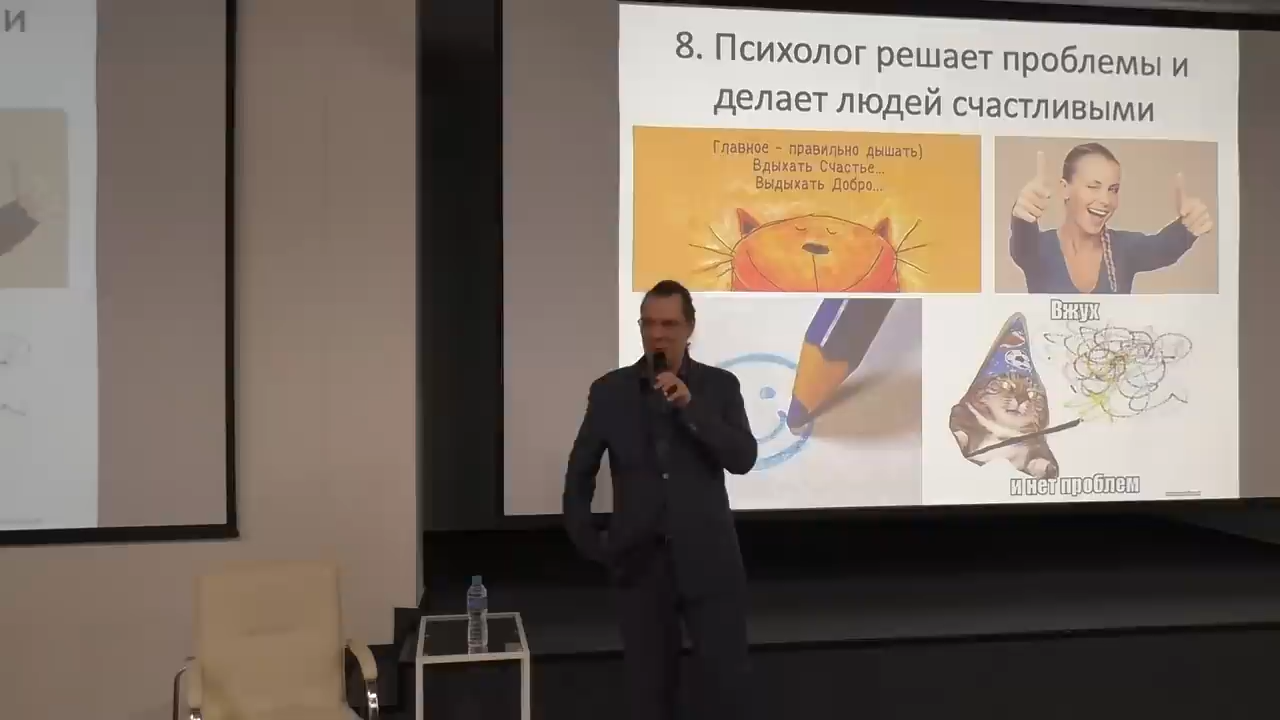 и
8. Психолог решает проблемы и
делает людей счастливыми
Главное - правильно дышать)
Вдыхать Счастье...
Выдыхать Добро...
Вжух
и нет проблем